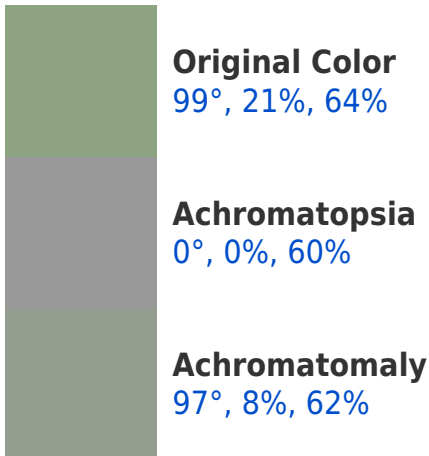 Original Color
99°, 21%, 64%
Achromatopsia
0°, 0%, 60%
Achromatomaly
97°, 8%, 62%